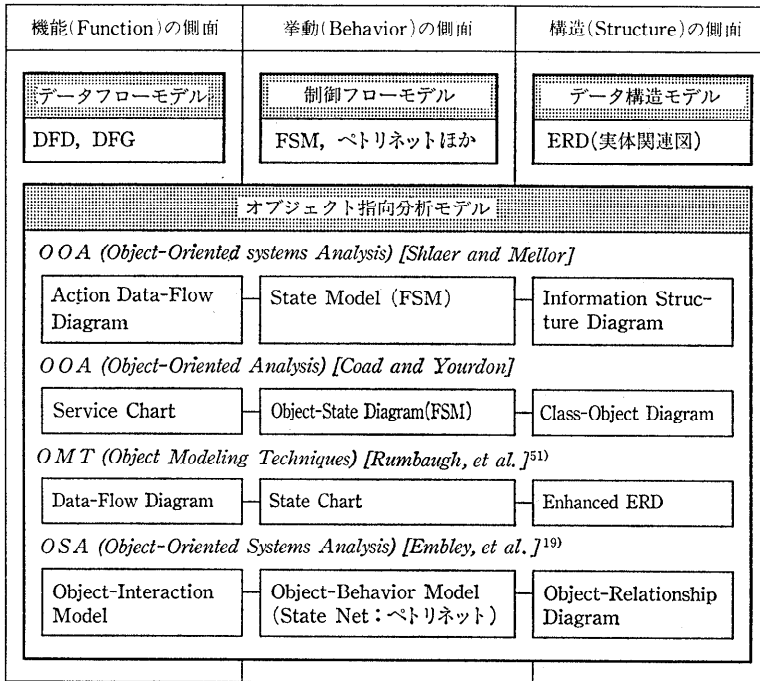 機能(Function)の側面
挙動(Behavior)の側面
構造(Structure)の側面
データフローモデル
DFD, DFG
制御フローモデル
FSM, ペトリネットほか
データ構造モデル
ERD(実体関連図)
オブジェクト指向分析モデル
OOA (Object-Oriented systems Analysis) [Shlaer and Mellor]
Action Data-Flow
Diagram
State Model (FSM)
Information Struc-
ture Diagram
OOA (Object-Oriented Analysis) [Coad and Yourdon]
Service Chart
Object-State Diagram(FSM)
Class-Object Diagram
OMT (Object Modeling Techniques) [Rumbaugh, et al.]51)
Data-Flow Diagram
State Chart
Enhanced ERD
OSA (Object-Oriented Systems Analysis) [Embley, et al.]19)
Object-Interaction
Model
Object-Behavior Model
(State Net:ペトリネット)
Object-Relationship
Diagram